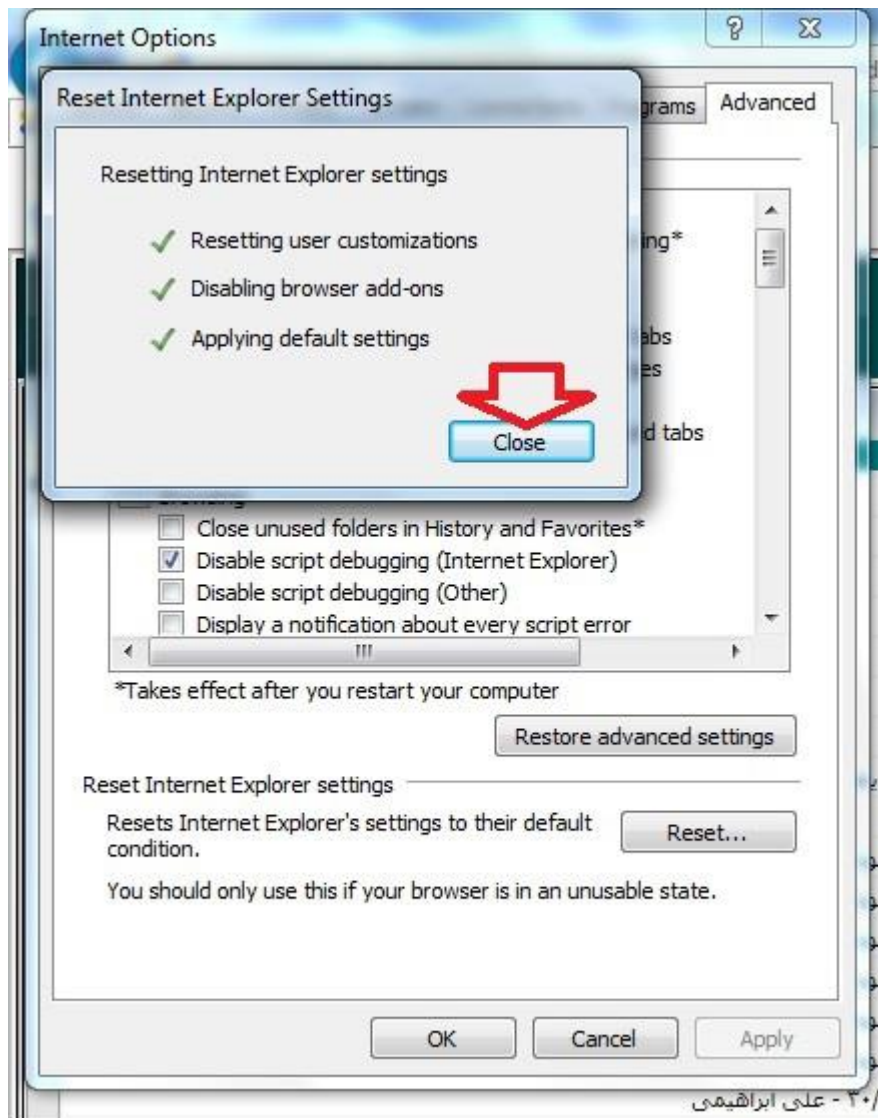 Internet Options
Reset Internet Explorer Settings
Advanced
Resetting Internet Explorer settings
Resetting user customizations
Disabling browser add-ons
Applying default settings
Close
d tabs
Close unused folders in History and Favorites*
Disable script debugging (Internet Explorer)
Disable script debugging (Other)
Display a notification about every script error
*Takes effect after you restart your computer
Restore advanced settings
Reset Internet Explorer settings
Resets Internet Explorer's settings to their default
condition.
Reset...
You should only use this if your browser is in an unusable state.
OK
Cancel
Apply
۳۰/ - علی ابراهیمی